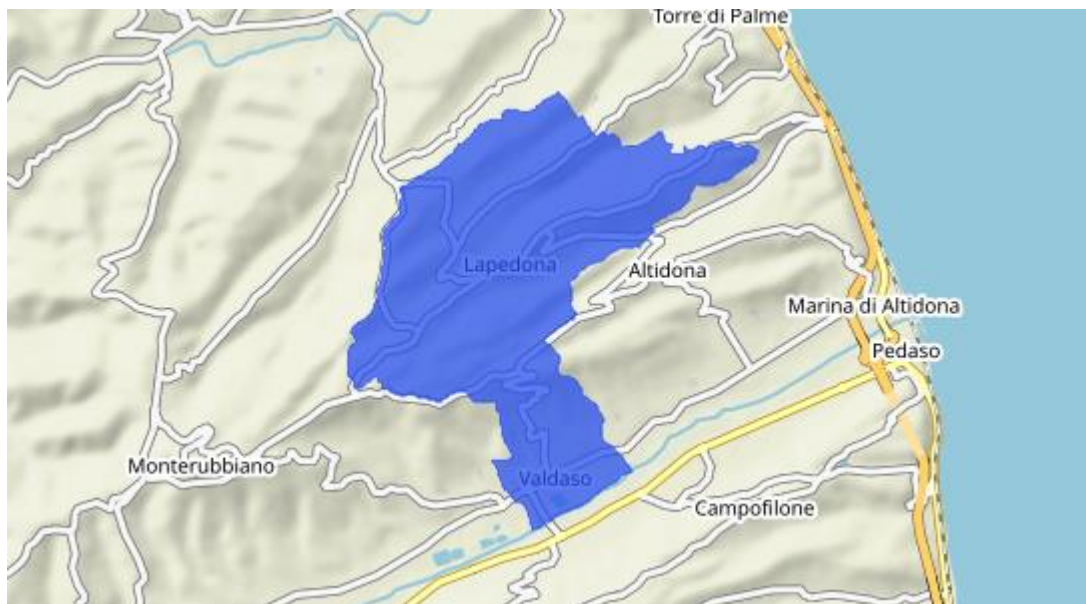 Torre di Palme
Lapedona
Altidona
Marina di Altidona
Pedaso
Monterubbiano
Valdaso
Campofilone